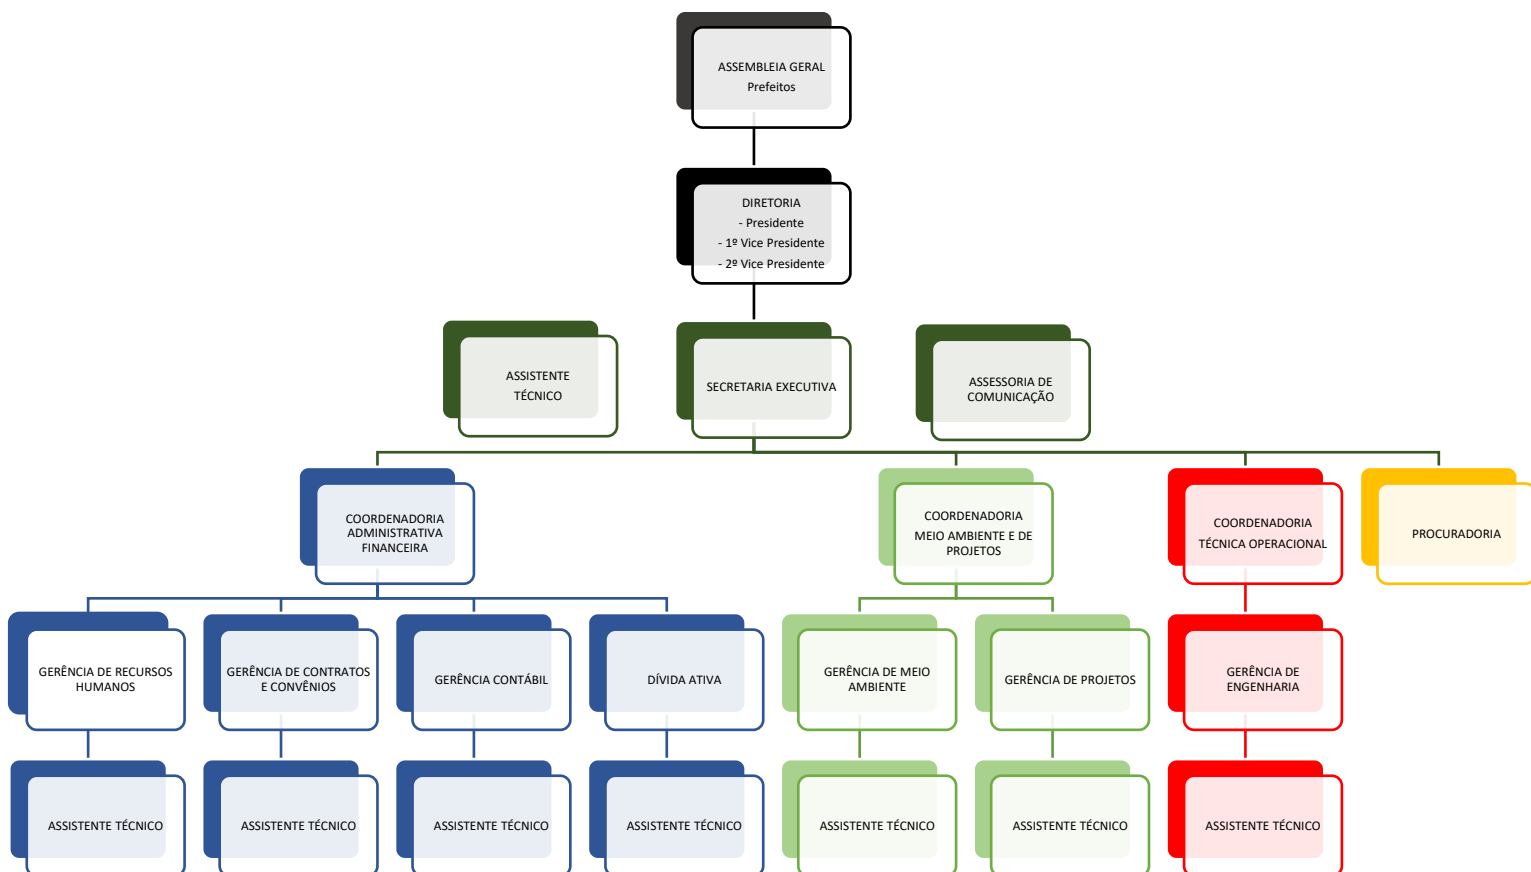 ASSEMBLEIA GERAL
Prefeitos
DIRETORIA
- Presidente
- 1º Vice Presidente
- 2º Vice Presidente
ASSISTENTE
TÉCNICO
SECRETARIA EXECUTIVA
ASSESSORIA DE
COMUNICAÇÃO
COORDENADORIA
ADMINISTRATIVA
FINANCEIRA
COORDENADORIA
MEIO AMBIENTE E DE
PROJETOS
COORDENADORIA
TÉCNICA OPERACIONAL
PROCURADORIA
GERÊNCIA DE RECURSOS
HUMANOS
GERÊNCIA DE CONTRATOS
E CONVÊNIOS
GERÊNCIA CONTÁBIL
DÍVIDA ATIVA
GERÊNCIA DE MEIO
AMBIENTE
GERÊNCIA DE PROJETOS
GERÊNCIA DE
ENGENHARIA
ASSISTENTE TÉCNICO
ASSISTENTE TÉCNICO
ASSISTENTE TÉCNICO
ASSISTENTE TÉCNICO
ASSISTENTE TÉCNICO
ASSISTENTE TÉCNICO
ASSISTENTE TÉCNICO